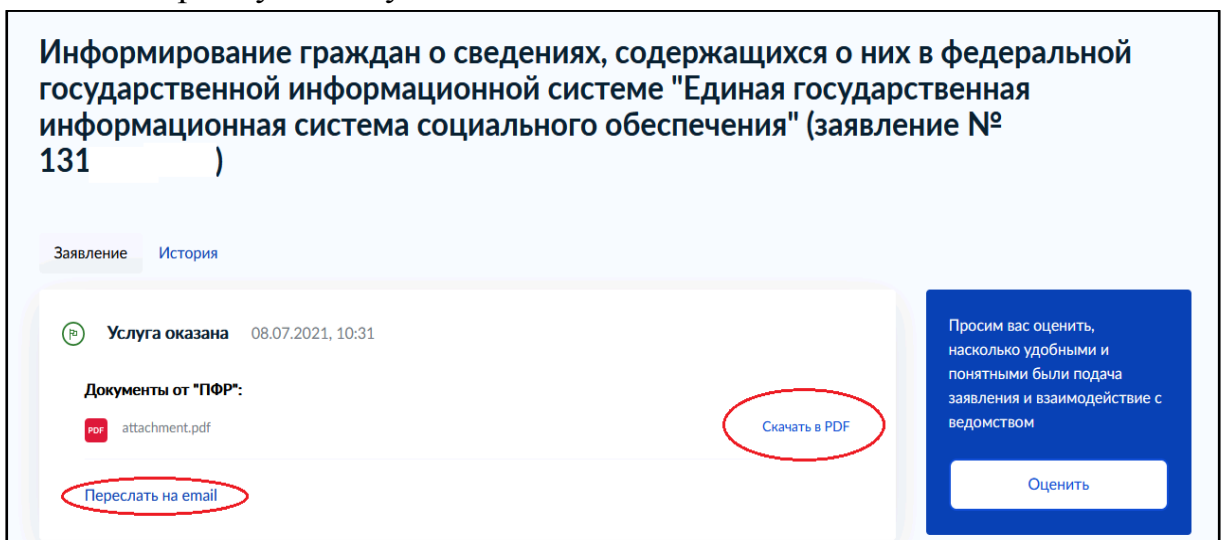 Информирование граждан о сведениях, содержащихся о них в федеральной
государственной информационной системе "Единая государственная
информационная система социального обеспечения" (заявление №
131 )
Заявление История
Услуга оказана 08.07.2021, 10:31
Документы от "ПФР":
PDF attachment.pdf Скачать в PDF
Переслать на email
Просим вас оценить,
насколько удобными и
понятными были подача
заявления и взаимодействие с
ведомством
Оценить